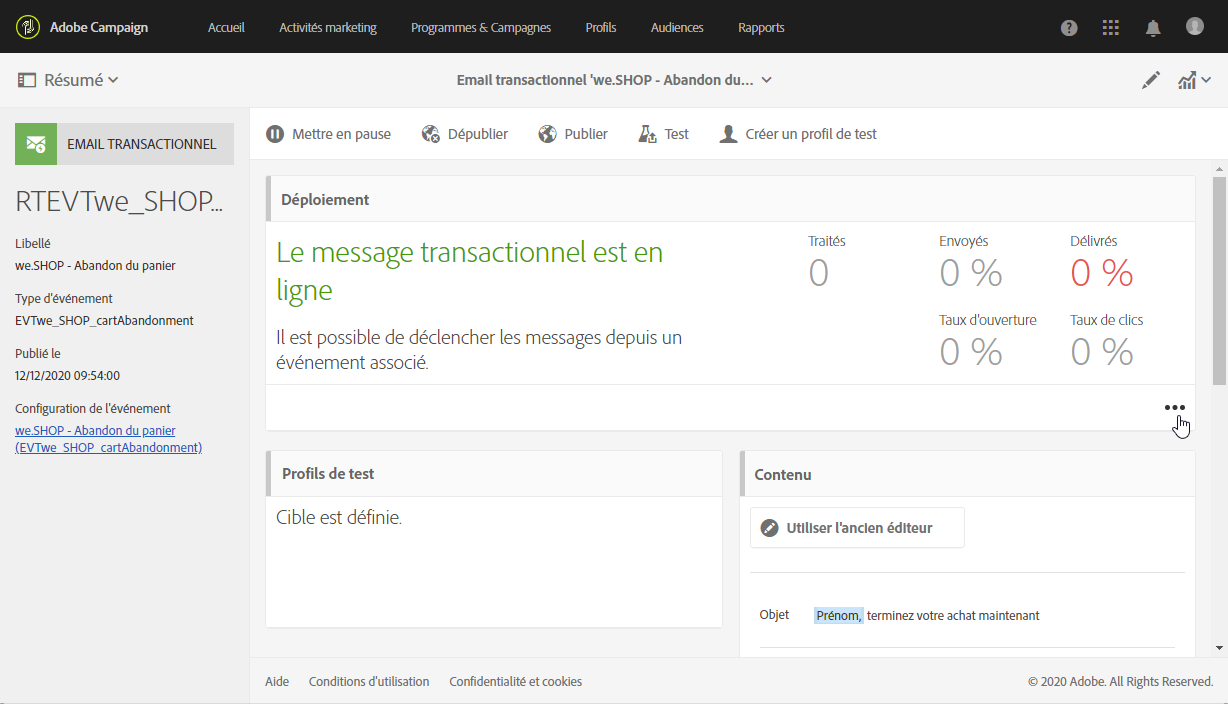 Adobe Campaign
Accueil
Activités marketing
Programmes & Campagnes
Profils
Audiences
Rapports
Résumé
Email transactionnel 'we.SHOP - Abandon du...
EMAIL TRANSACTIONNEL
RTEVTwe_SHOP...
Libellé
we.SHOP - Abandon du panier
Type d'événement
EVTwe_SHOP_cartAbandonment
Publié le
12/12/2020 09:54:00
Configuration de l'événement
we.SHOP - Abandon du panier
(EVTwe_SHOP_cartAbandonment)
Mettre en pause
Dépublier
Publier
Test
Créer un profil de test
Déploiement
Le message transactionnel est en
ligne
Il est possible de déclencher les messages depuis un
événement associé.
Traités
0
Envoyés
0 %
Délivrés
0 %
Taux d'ouverture
0 %
Taux de clics
0 %
Profils de test
Cible est définie.
Contenu
Utiliser l'ancien éditeur
Objet
Prénom, terminez votre achat maintenant
Aide
Conditions d'utilisation
Confidentialité et cookies
© 2020 Adobe. All Rights Reserved.